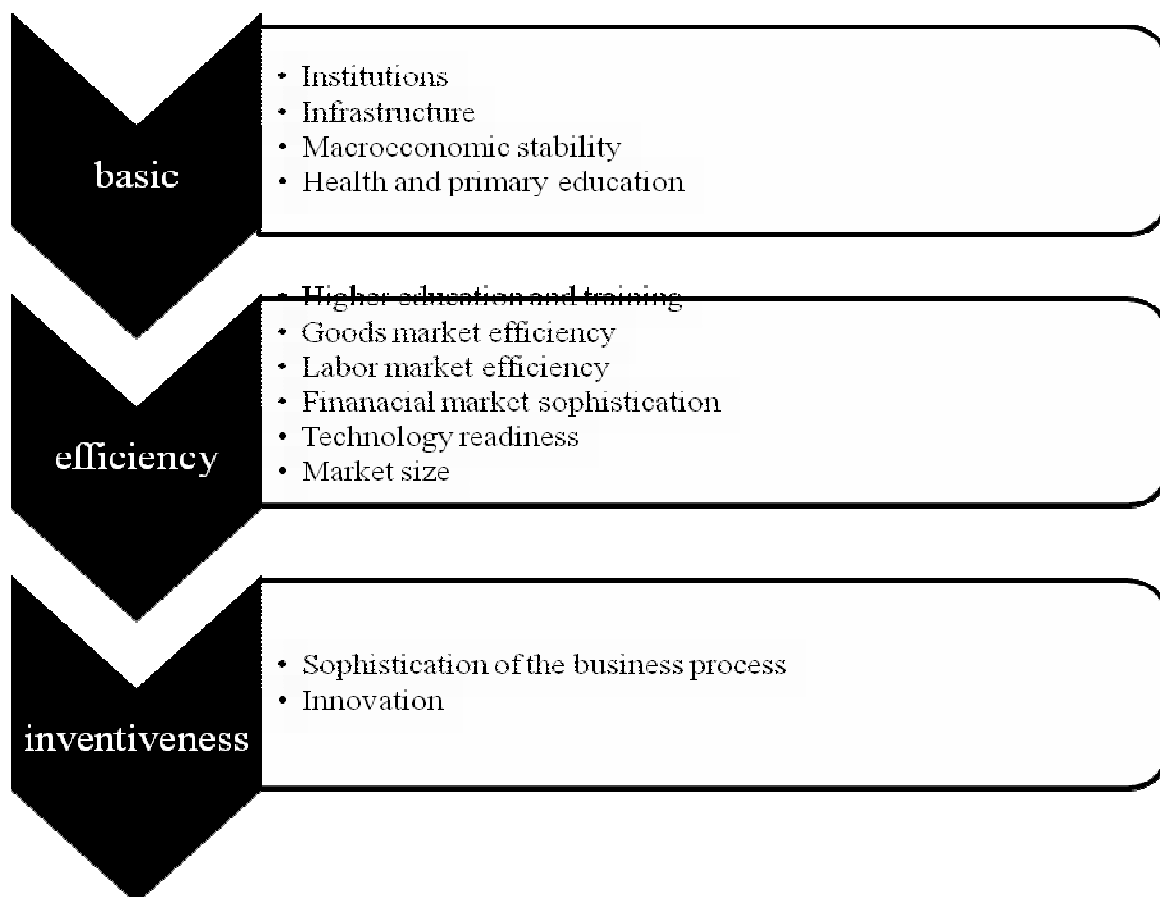 basic
• Institutions
• Infrastructure
• Macroeconomic stability
• Health and primary education
efficiency
• Higher education and training
• Goods market efficiency
• Labor market efficiency
• Finanacial market sophistication
• Technology readiness
• Market size
inventiveness
• Sophistication of the business process
• Innovation